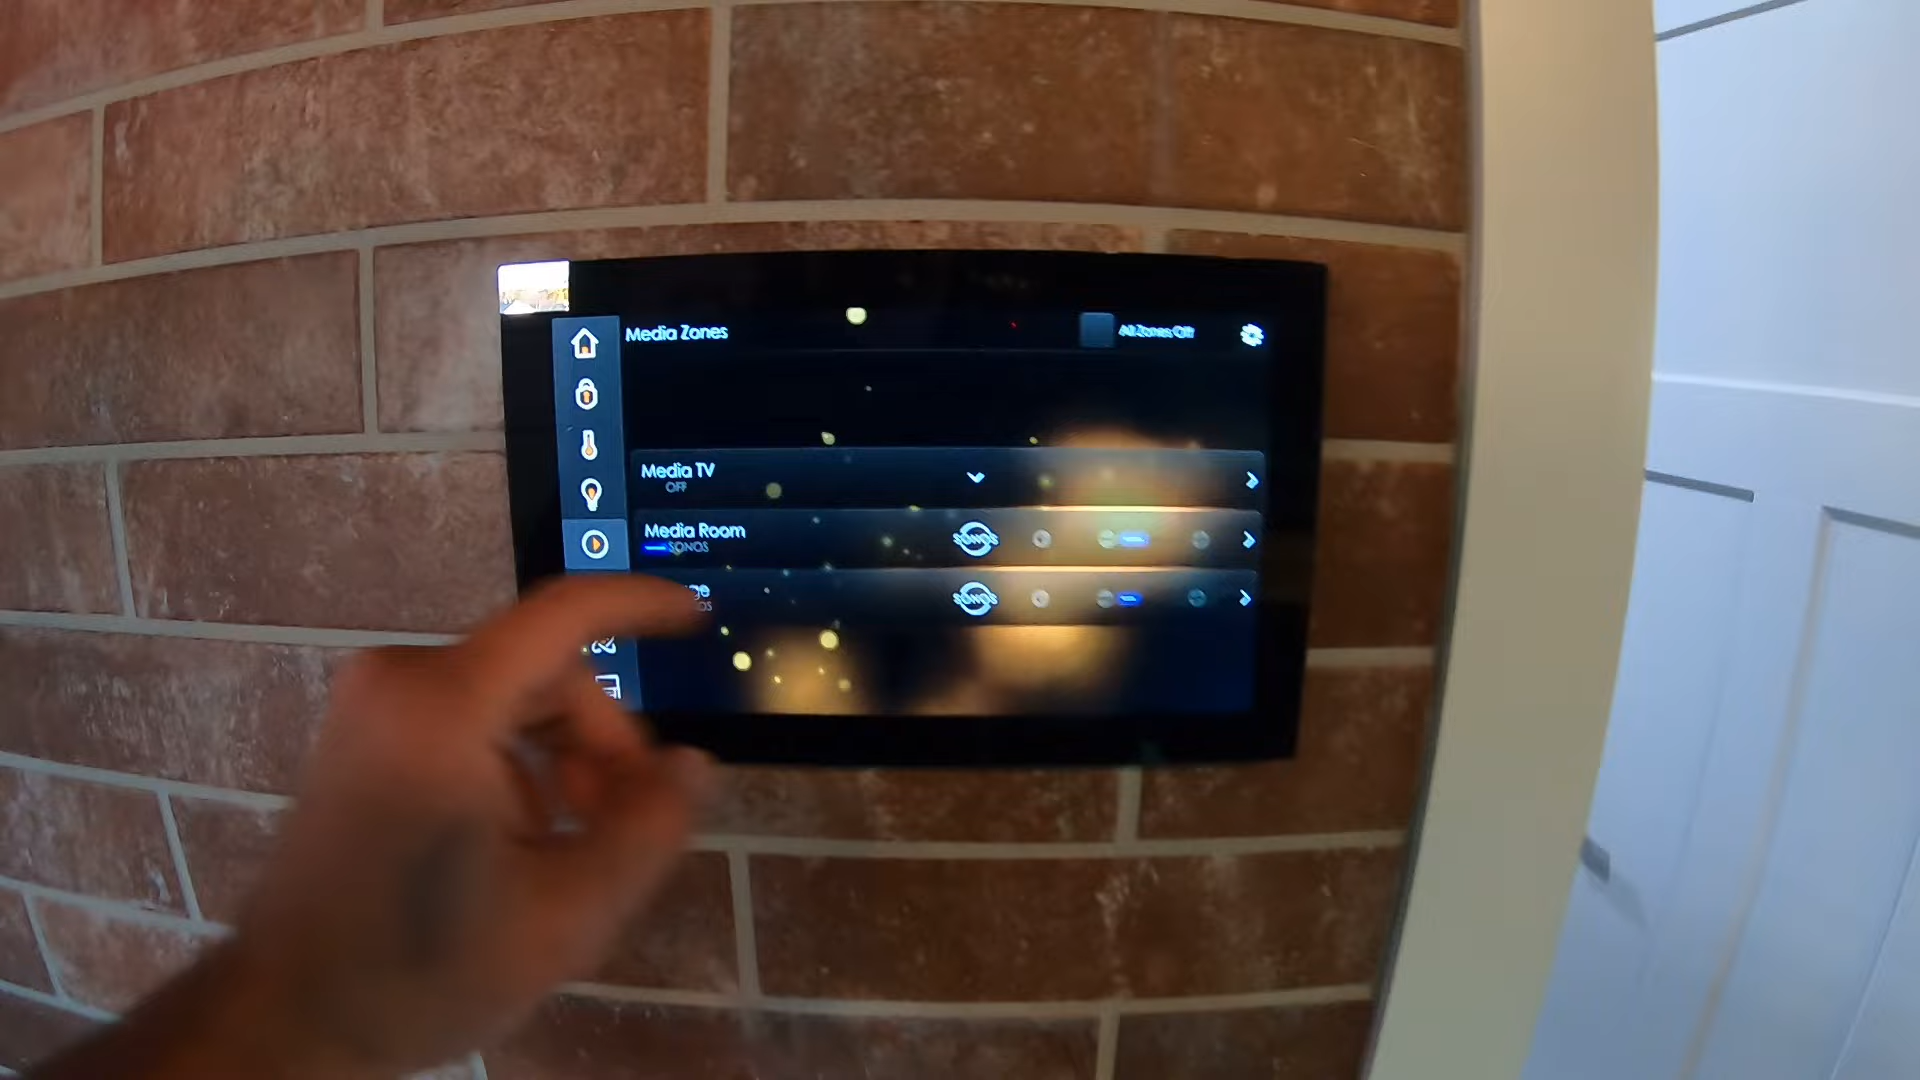 Media Zones
All Zones Off
Media TV
OFF
Media Room
SONOS
SONOS
SONOS